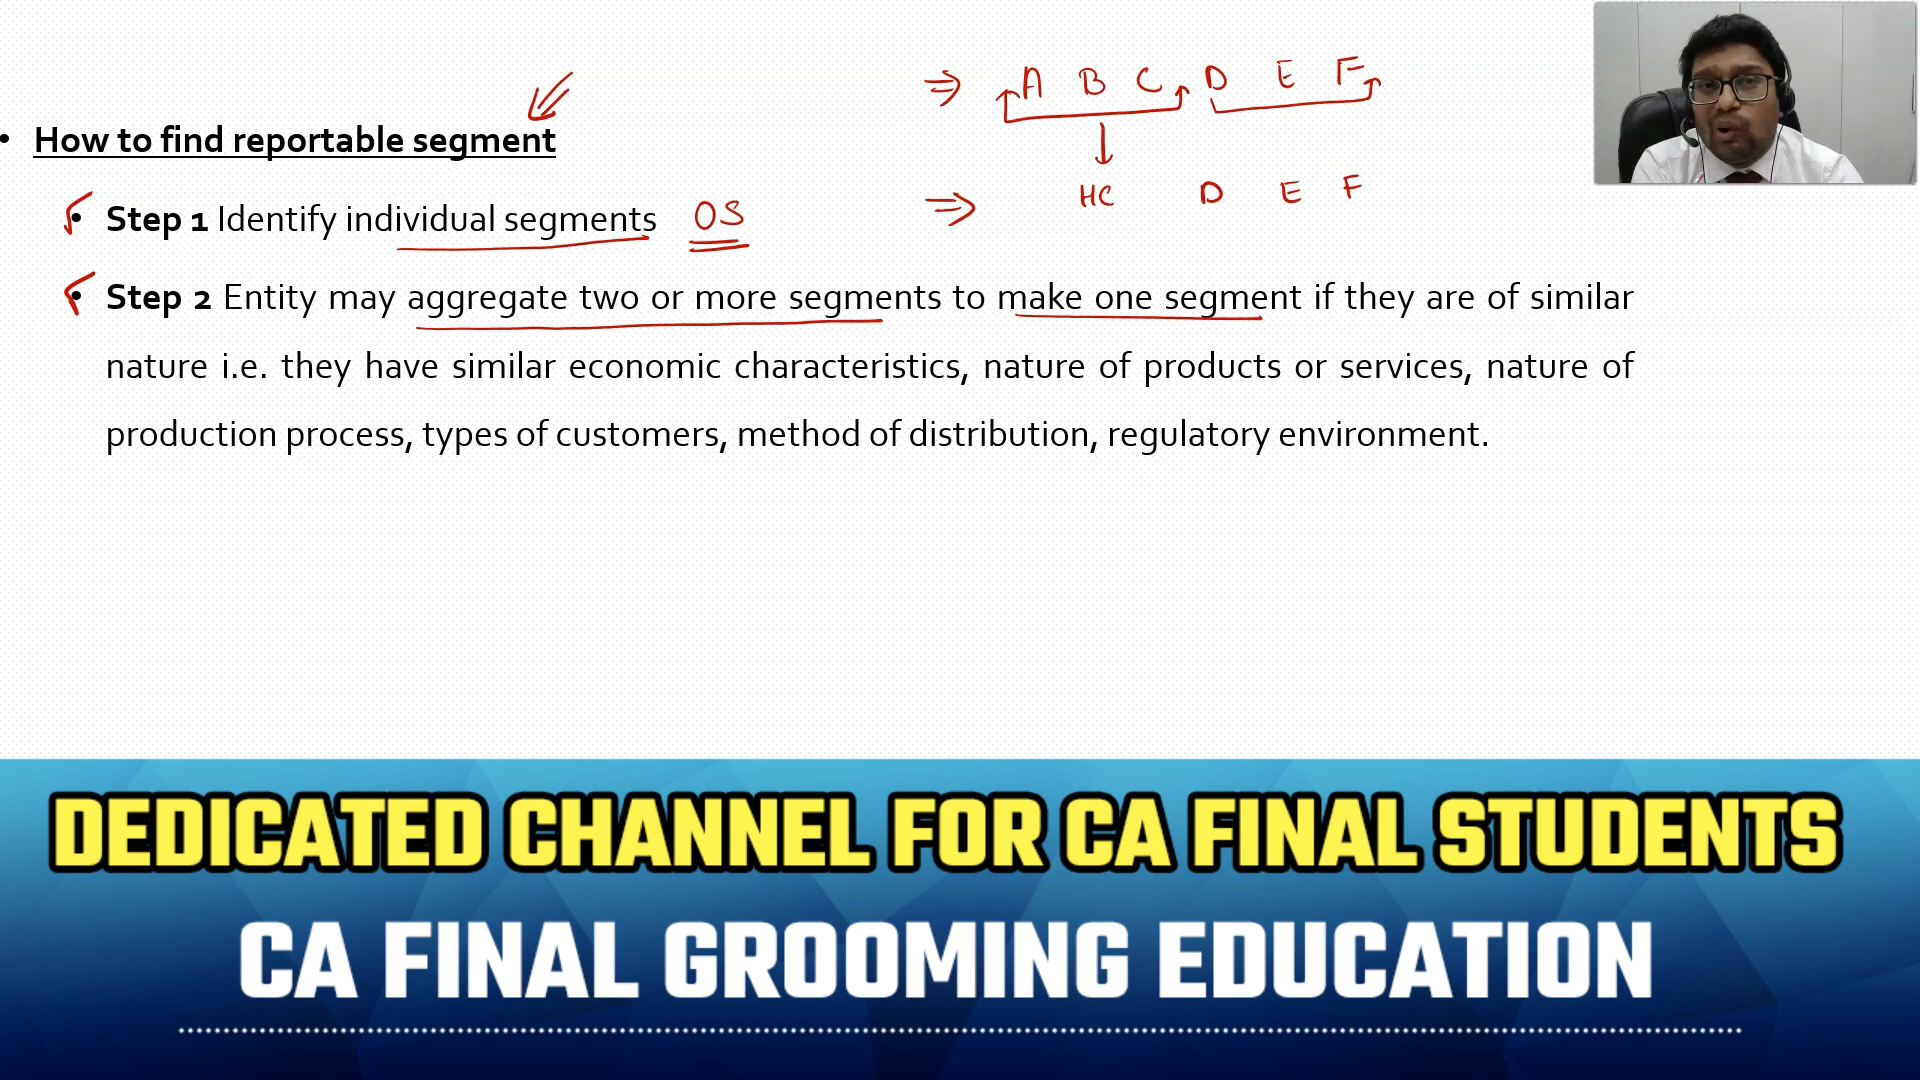 ⇒ A B C D E F
• How to find reportable segment
HC D E F
• Step 1 Identify individual segments OS ⇒
• Step 2 Entity may aggregate two or more segments to make one segment if they are of similar
nature i.e. they have similar economic characteristics, nature of products or services, nature of
production process, types of customers, method of distribution, regulatory environment.
DEDICATED CHANNEL FOR CA FINAL STUDENTS
CA FINAL GROOMING EDUCATION